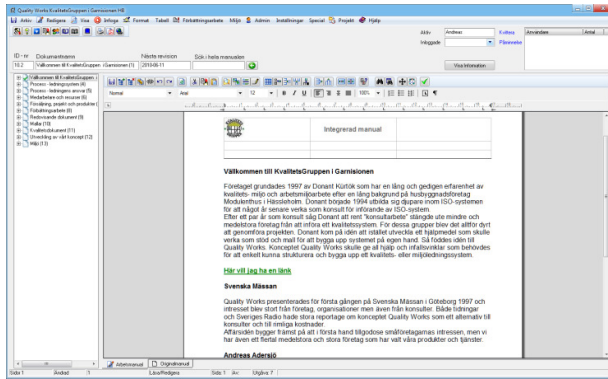 Quality Works KvalitetsGruppen i Garnisionen HB
Arkiv Redigera Visa Infoga Format Tabell Förbättringsarbete Miljö Admin Inställningar Special Projekt Hjälp
Aktiv Andreas Kvittera Användare Antal
Inloggade Påminnelse
ID - nr Dokumentnamn Nästa revision Sök i hela manualen
10.2 Välkommen till KvalitetsGruppen i Garnisionen (1) 2010-06-11 Visa Information
Välkommen till KvalitetsGruppen i
Process - ledningssystem (4)
Process - ledningens ansvar (5)
Medarbetare och resurser (6)
Försäljning, projekt och produkter (
Förbättringsarbete (8)
Redovisande dokument (9)
Mallar (10)
Kvalitetsdokument (11)
Utveckling av vårt koncept (12)
Miljö (13)
Normal Arial 12 B I U 100%
Integrerad manual
Välkommen till KvalitetsGruppen i Garnisionen
Företaget grundades 1997 av Donant Kürtök som har en lång och gedigen erfarenhet av
kvalitets- miljö och arbetsmiljöarbete efter en lång bakgrund på husbyggnadsföretag
Modulenthus i Hässleholm. Donant började 1994 utbilda sig djupare inom ISO-systemen
för att något år senare verka som konsult för införande av ISO-system.
Efter ett par år som konsult såg Donant att rent "konsultarbete" stängde ute mindre och
medelstora företag från att införa ett kvalitetssystem. För dessa grupper blev det alltför dyrt
att genomföra projekten. Donant kom på idén att istället utveckla ett hjälpmedel som skulle
verka som stöd och mall för att bygga upp systemet på egen hand. Så föddes idén till
Quality Works. Konceptet Quality Works skulle ge all hjälp och infallsvinklar som behövdes
för att enkelt kunna strukturera och bygga upp ett kvalitets- eller miljöledningssystem.
Här vill jag ha en länk
Svenska Mässan
Quality Works presenterades för första gången på Svenska Mässan i Göteborg 1997 och
intresset blev stort från företag, organisationer men även från konsulter. Både tidningar
och Sveriges Radio hade stora reportage om konceptet Quality Works som ett alternativ till
konsulter och till rimliga kostnader.
Affärsidén bygger främst på att i första hand tillgodose småföretagarnas intressen, men vi
har även ett flertal medelstora och stora företag som har valt våra produkter och tjänster.
Andreas Adersjö
Arbetsmanual Originalmanual
Sida 1 Ändad :1 Läsa/Redigera Sida: 1 Av: Utgåva: 7